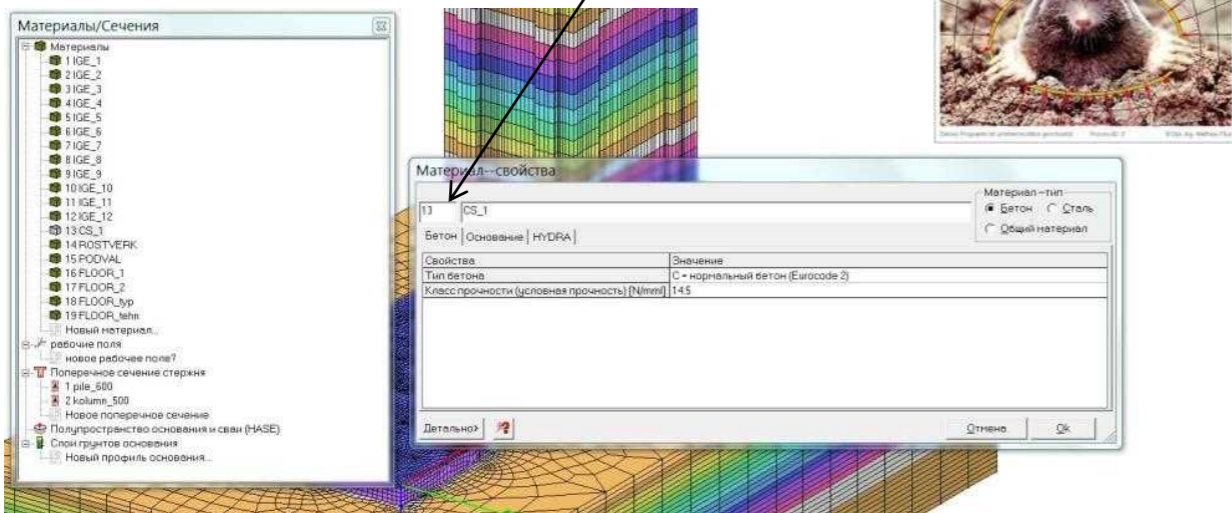 Материалы/Сечения
Материалы
1 IGE_1
2 IGE_2
3 IGE_3
4 IGE_4
5 IGE_5
6 IGE_6
7 IGE_7
8 IGE_8
9 IGE_9
10 IGE_10
11 IGE_11
12 IGE_12
13 CS_1
14 ROSTVERK
15 PODVAL
16 FLOOR_1
17 FLOOR_2
18 FLOOR_typ
19 FLOOR_tehn
Новый материал...
рабочие поля
новое рабочее поле?
Поперечное сечение стержня
1 pile_600
2 kolumn_500
Новое поперечное сечение
Полупространство основания и сваи (HASE)
Слои грунтов основания
Новый профиль основания...
Материал--свойства
13 CS_1
Материал-тип
Бетон Сталь
Общий материал
Бетон Основание HYDRA
Свойства Значение
Тип бетона C = нормальный бетон (Eurocode 2)
Класс прочности (условная прочность) [N/mml] 14.5
Детально> Отмена Ok